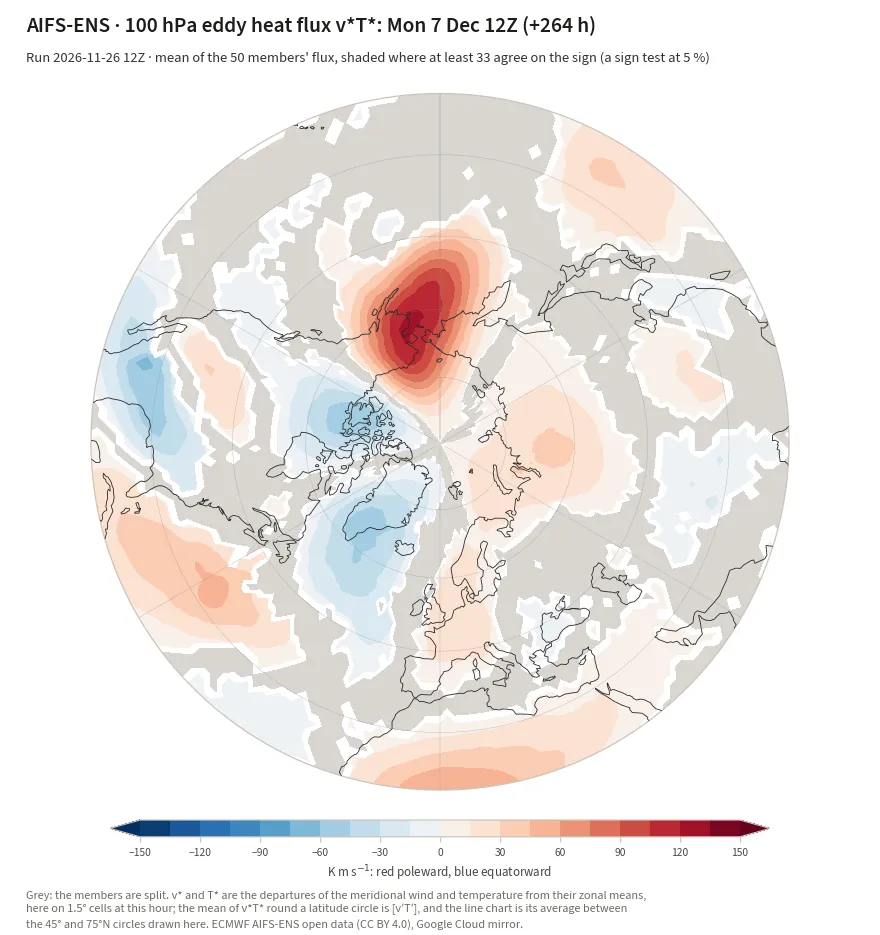 AIFS-ENS · 100 hPa eddy heat flux v*T*: Mon 7 Dec 12Z (+264 h)
Run 2026-11-26 12Z · mean of the 50 members' flux, shaded where at least 33 agree on the sign (a sign test at 5 %)
−150 −120 −90 −60 −30 0 30 60 90 120 150
K m s⁻¹: red poleward, blue equatorward
Grey: the members are split. v* and T* are the departures of the meridional wind and temperature from their zonal means,
here on 1.5° cells at this hour; the mean of v*T* round a latitude circle is [v′T′], and the line chart is its average between
the 45° and 75°N circles drawn here. ECMWF AIFS-ENS open data (CC BY 4.0), Google Cloud mirror.